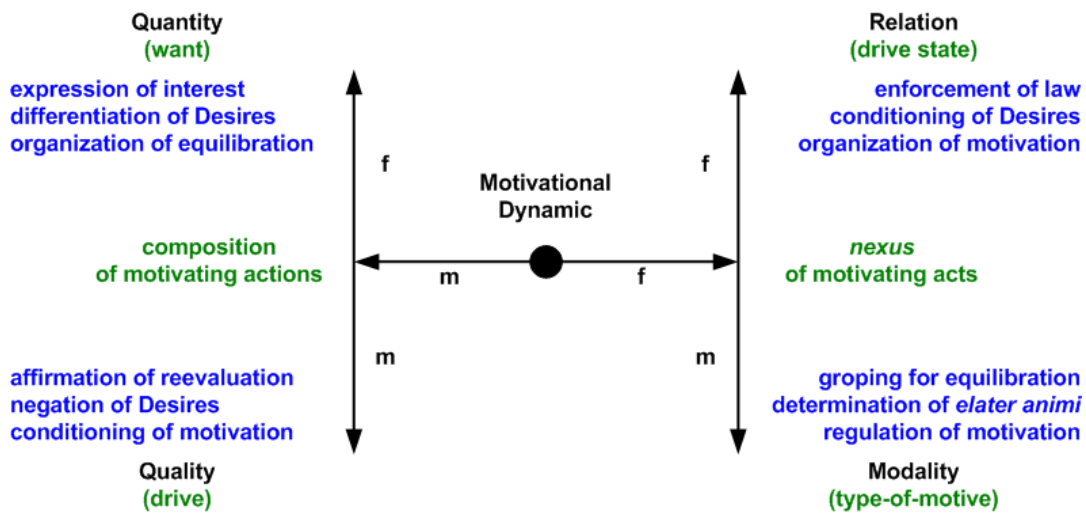 Quantity
(want)
expression of interest
differentiation of Desires
organization of equilibration
Relation
(drive state)
enforcement of law
conditioning of Desires
organization of motivation
f
f
Motivational
Dynamic
composition
of motivating actions
m
f
nexus
of motivating acts
m
m
affirmation of reevaluation
negation of Desires
conditioning of motivation
Quality
(drive)
groping for equilibration
determination of elater animi
regulation of motivation
Modality
(type-of-motive)